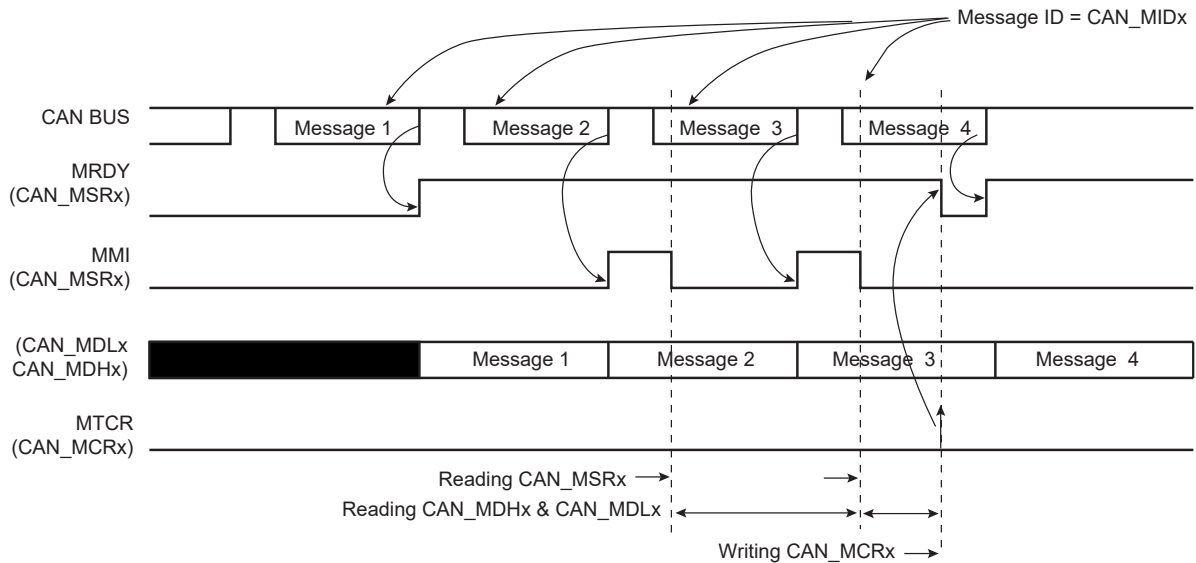 Message ID = CAN_MIDx
CAN BUS
Message 1
Message 2
Message 3
Message 4
MRDY
(CAN_MSRx)
MMI
(CAN_MSRx)
(CAN_MDLx
CAN_MDHx)
Message 1
Message 2
Message 3
Message 4
MTCR
(CAN_MCRx)
Reading CAN_MSRx
Reading CAN_MDHx & CAN_MDLx
Writing CAN_MCRx